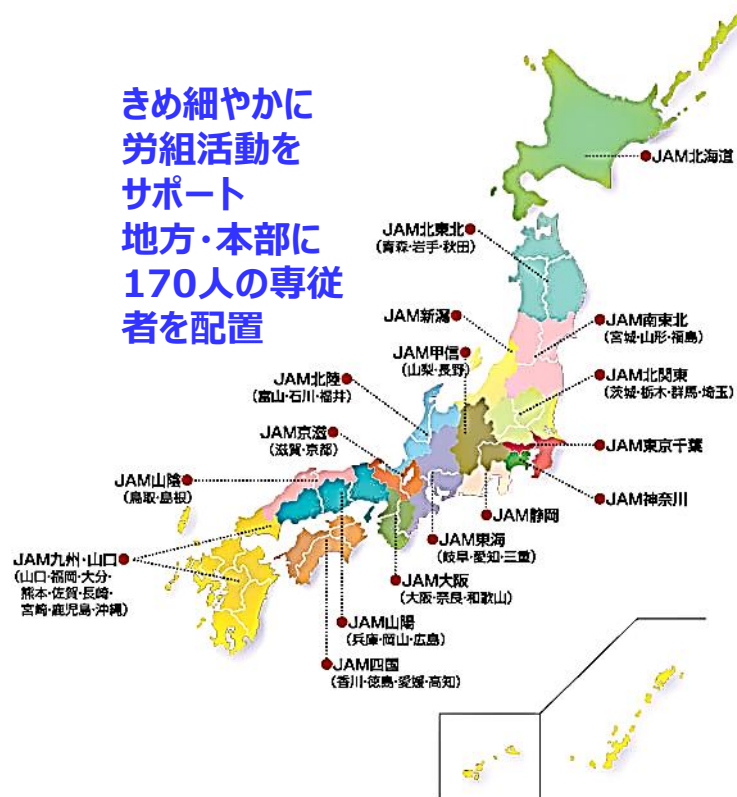 きめ細やかに
労組活動を
サポート
地方・本部に
170人の専従
者を配置
JAM北海道
JAM北東北
(青森・岩手・秋田)
JAM新潟
JAM南東北
(宮城・山形・福島)
JAM甲信
(山梨・長野)
JAM北陸
(富山・石川・福井)
JAM北関東
(茨城・栃木・群馬・埼玉)
JAM京滋
(滋賀・京都)
JAM東京千葉
JAM山陰
(鳥取・島根)
JAM神奈川
JAM静岡
JAM東海
(岐阜・愛知・三重)
JAM九州・山口
(山口・福岡・大分・
熊本・佐賀・長崎・
宮崎・鹿児島・沖縄)
JAM大阪
(大阪・奈良・和歌山)
JAM山陽
(兵庫・岡山・広島)
JAM四国
(香川・徳島・愛媛・高知)